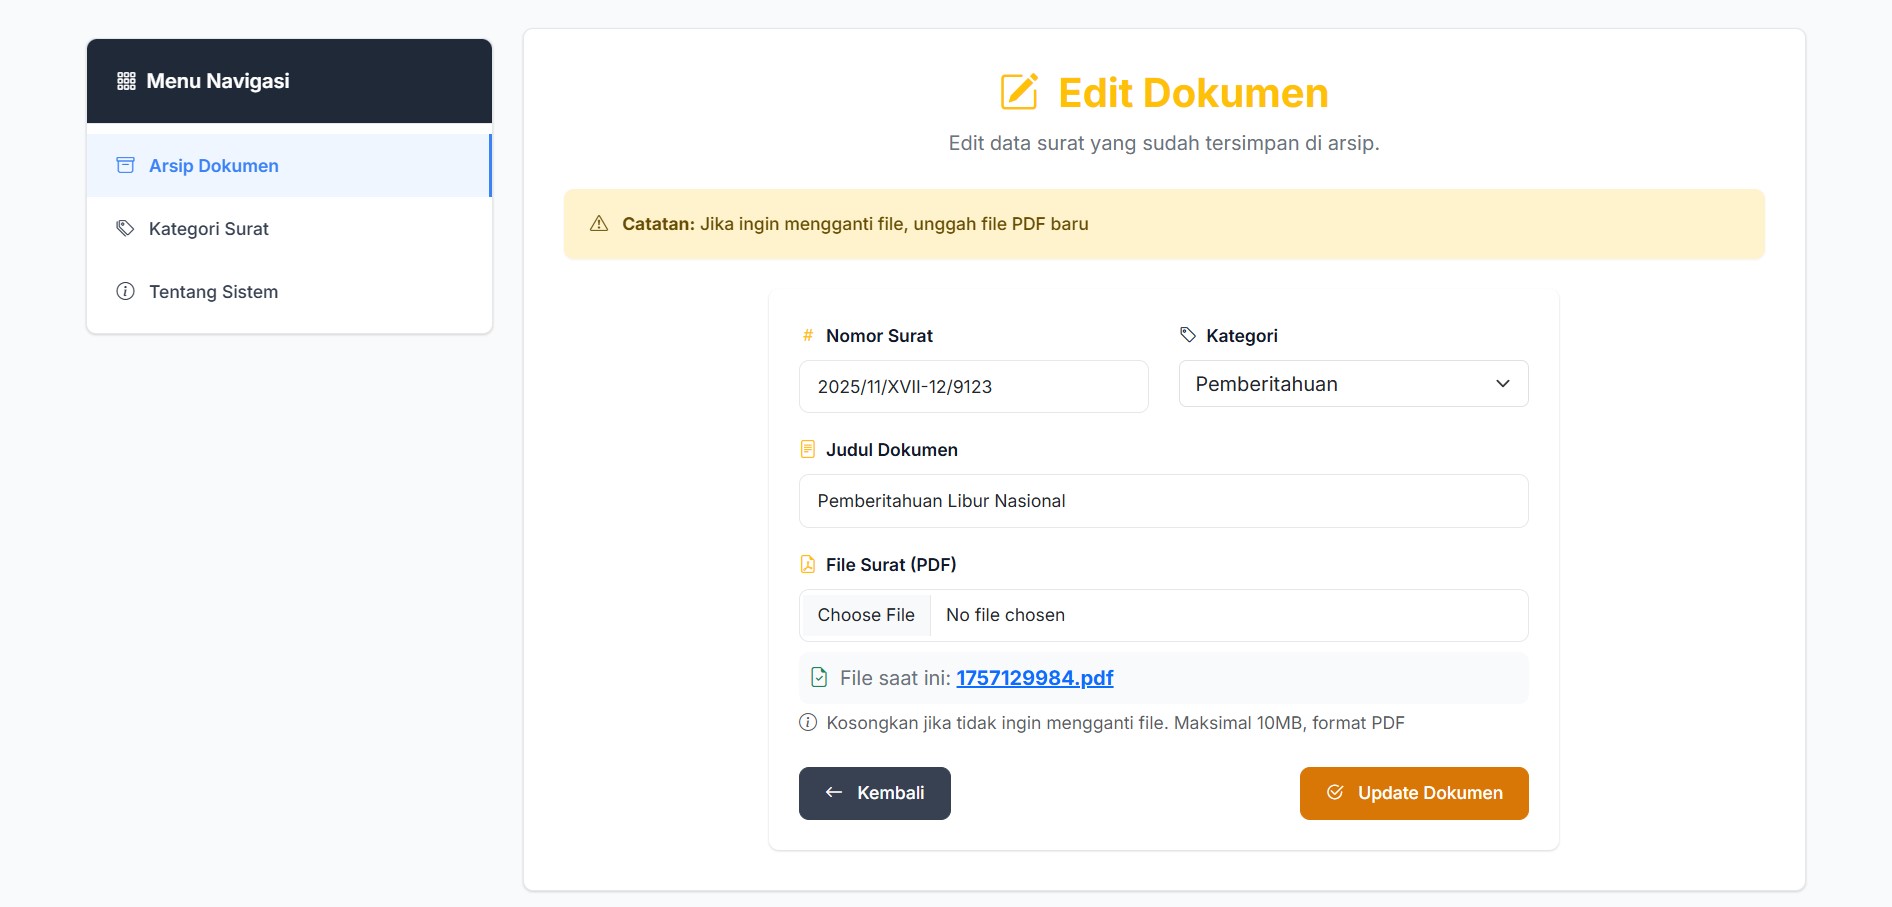 Menu Navigasi
Arsip Dokumen
Kategori Surat
Tentang Sistem
Edit Dokumen
Edit data surat yang sudah tersimpan di arsip.
Catatan: Jika ingin mengganti file, unggah file PDF baru
# Nomor Surat
2025/11/XVII-12/9123
Kategori
Pemberitahuan
Judul Dokumen
Pemberitahuan Libur Nasional
File Surat (PDF)
Choose File No file chosen
File saat ini: 1757129984.pdf
Kosongkan jika tidak ingin mengganti file. Maksimal 10MB, format PDF
Kembali
Update Dokumen